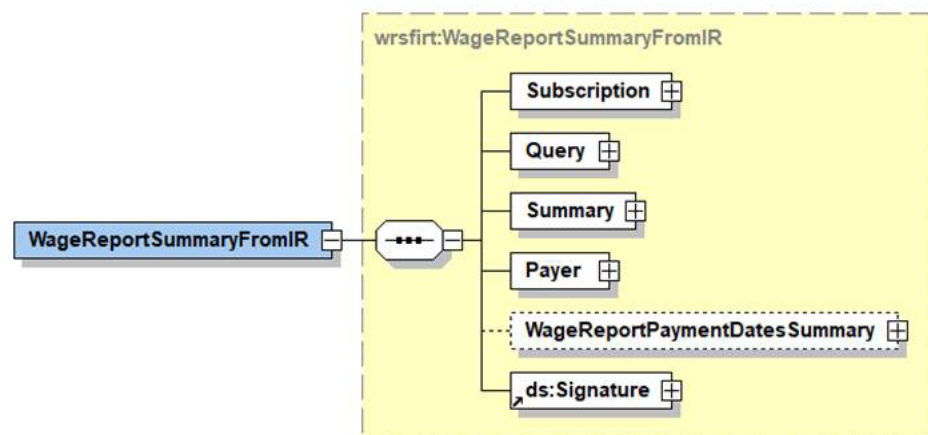 wrsfirt:WageReportSummaryFromIR
Subscription
Query
Summary
WageReportSummaryFromIR
Payer
WageReportPaymentDatesSummary
ds:Signature